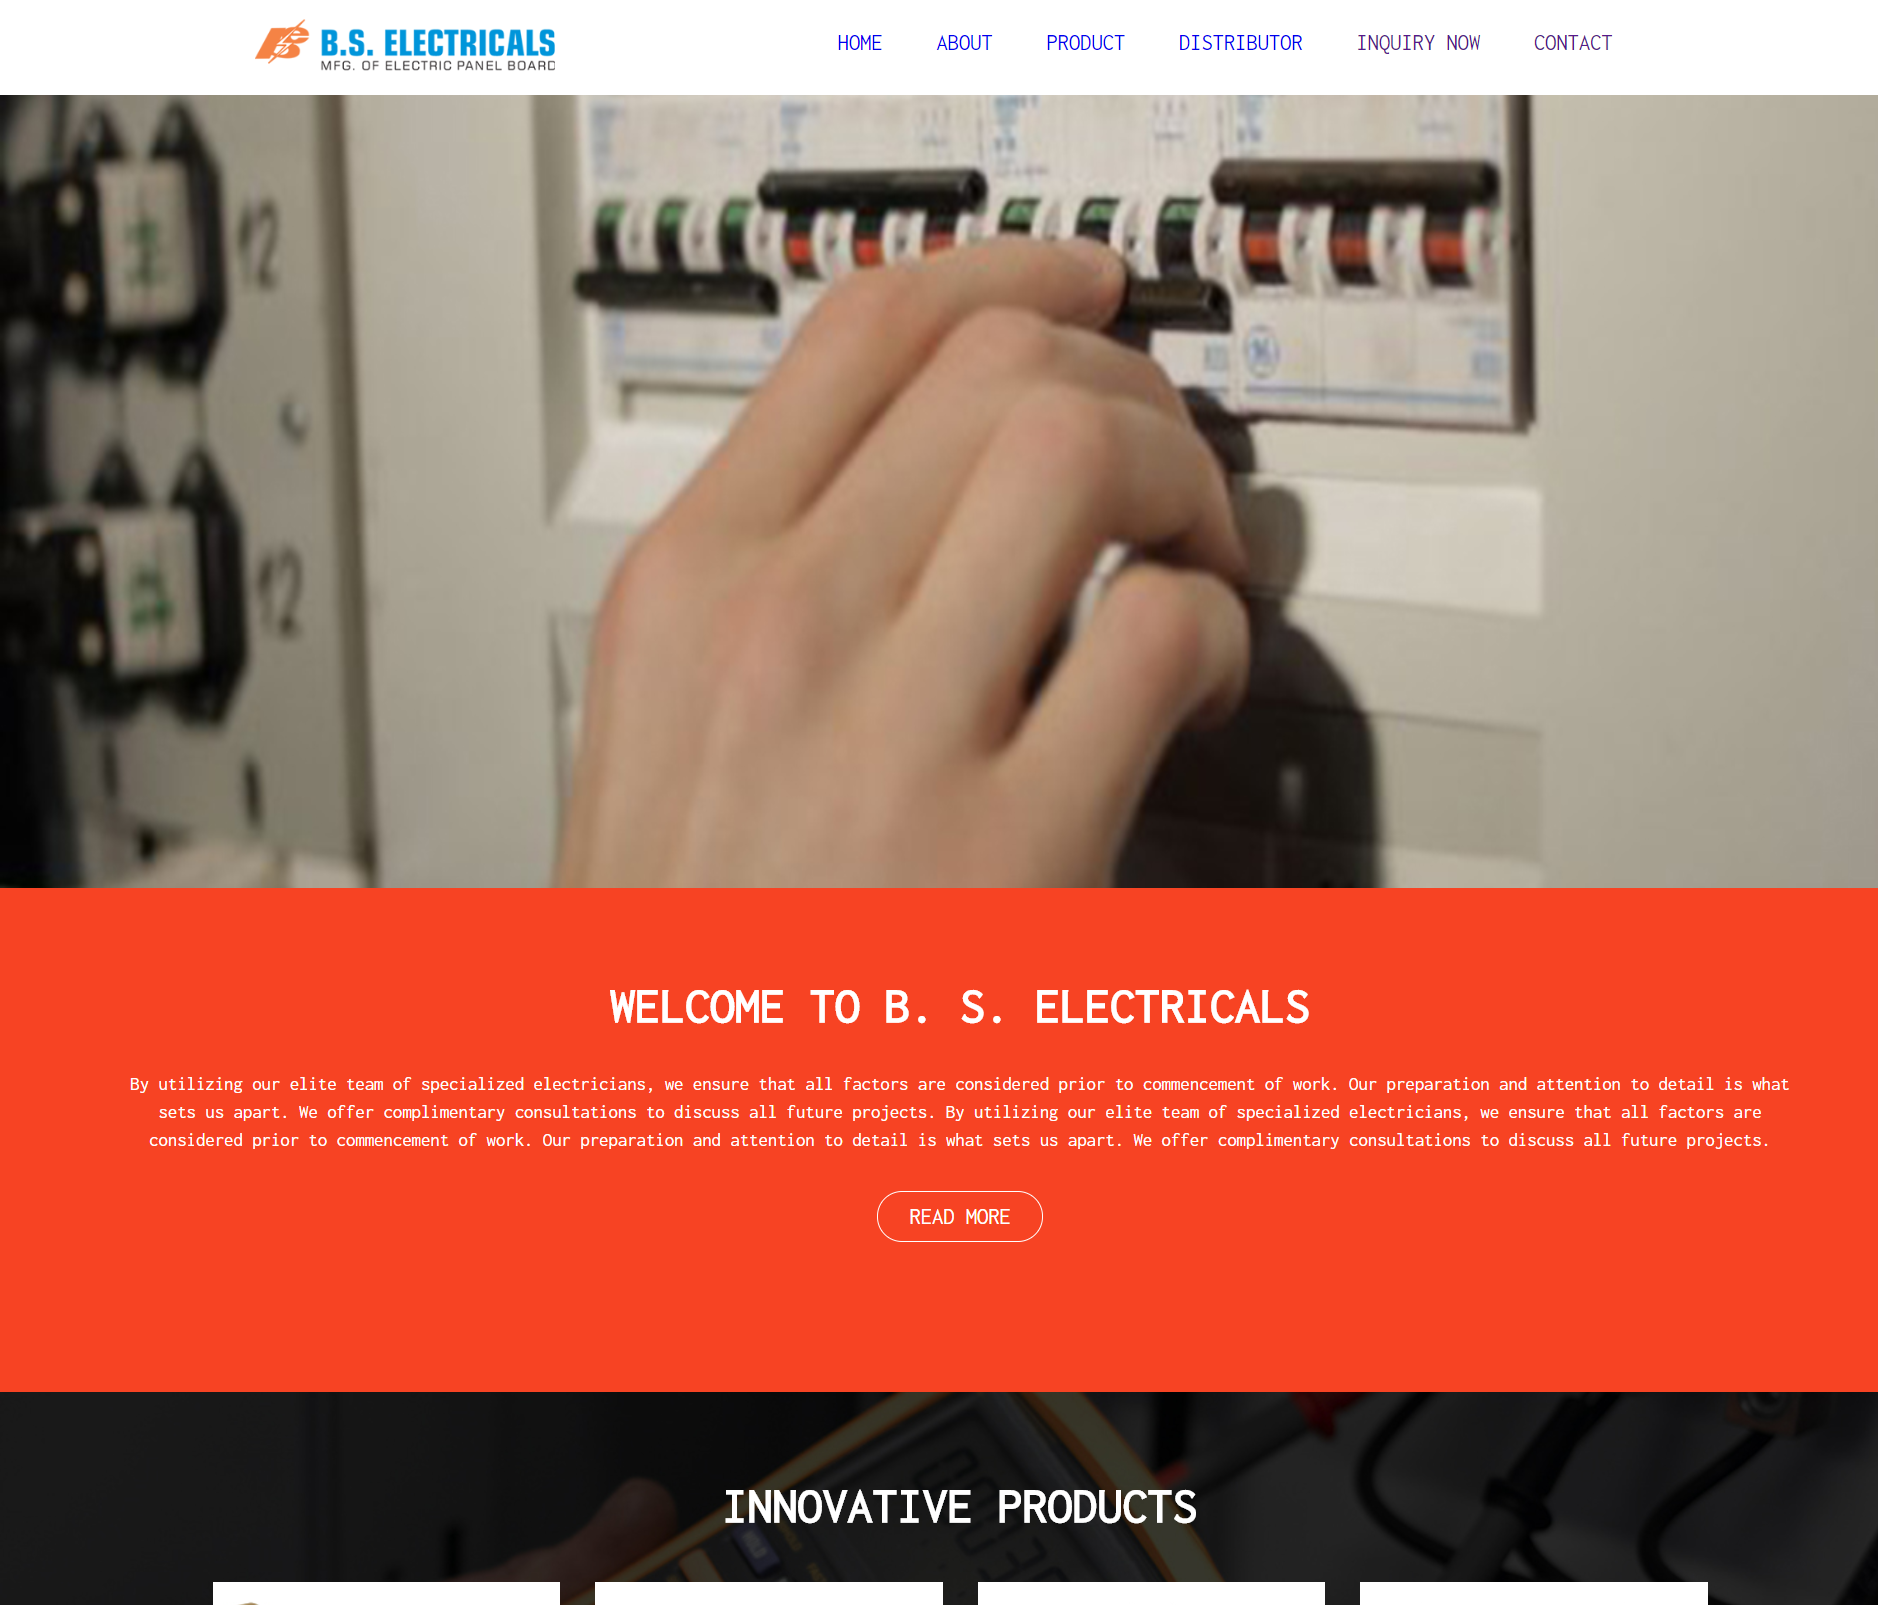 B.S. ELECTRICALS
MFG. OF ELECTRIC PANEL BOARD
HOME ABOUT PRODUCT DISTRIBUTOR INQUIRY NOW CONTACT
12
12
WELCOME TO B. S. ELECTRICALS
By utilizing our elite team of specialized electricians, we ensure that all factors are considered prior to commencement of work. Our preparation and attention to detail is what
sets us apart. We offer complimentary consultations to discuss all future projects. By utilizing our elite team of specialized electricians, we ensure that all factors are
considered prior to commencement of work. Our preparation and attention to detail is what sets us apart. We offer complimentary consultations to discuss all future projects.
READ MORE
INNOVATIVE PRODUCTS
HOLD